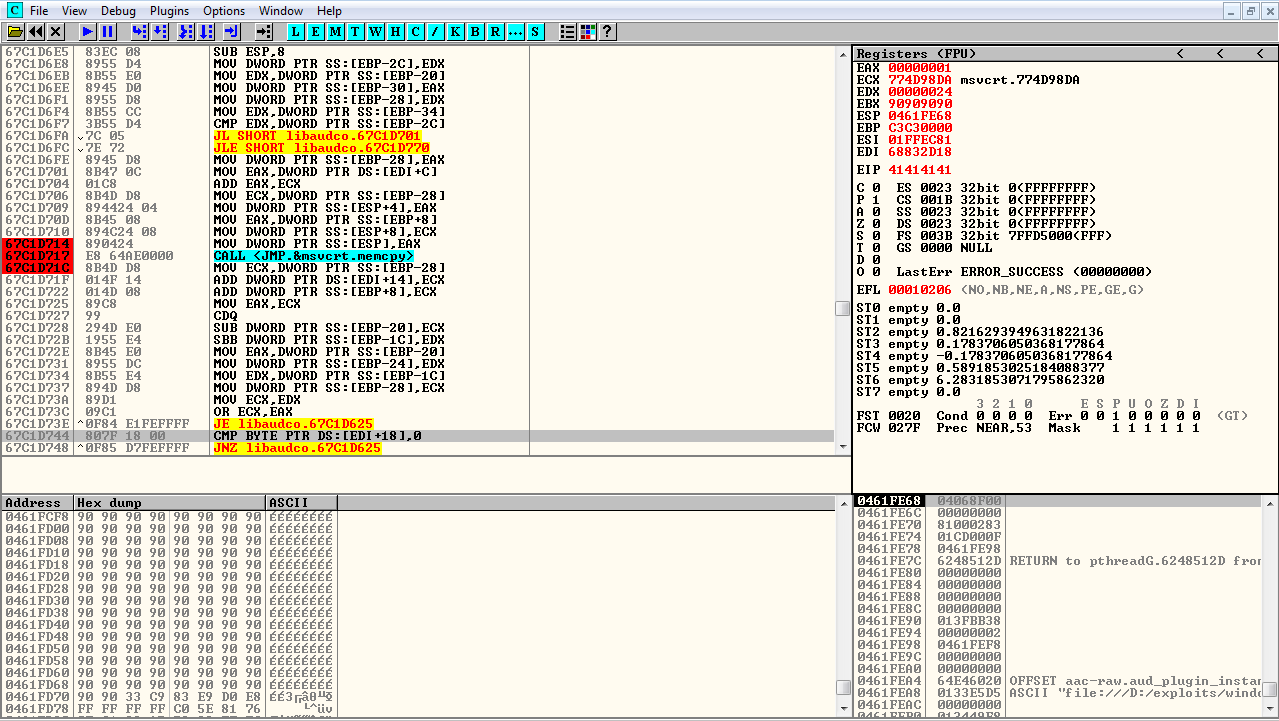 C File View Debug Plugins Options Window Help
L E M T W H C / K B R ... S ?
67C1D6E5 83EC 08 SUB ESP,8
67C1D6E8 8955 D4 MOV DWORD PTR SS:[EBP-2C],EDX
67C1D6EB 8B55 E0 MOV EDX,DWORD PTR SS:[EBP-20]
67C1D6EE 8945 D0 MOV DWORD PTR SS:[EBP-30],EAX
67C1D6F1 8955 D8 MOV DWORD PTR SS:[EBP-28],EDX
67C1D6F4 8B55 CC MOV EDX,DWORD PTR SS:[EBP-34]
67C1D6F7 3B55 D4 CMP EDX,DWORD PTR SS:[EBP-2C]
67C1D6FA 7C 05 JL SHORT libaudco.67C1D701
67C1D6FC 7E 72 JLE SHORT libaudco.67C1D770
67C1D6FE 8945 D8 MOV DWORD PTR SS:[EBP-28],EAX
67C1D701 8B47 0C MOV EAX,DWORD PTR DS:[EDI+C]
67C1D704 01C8 ADD EAX,ECX
67C1D706 8B4D D8 MOV ECX,DWORD PTR SS:[EBP-28]
67C1D709 894424 04 MOV DWORD PTR SS:[ESP+4],EAX
67C1D70D 8B45 08 MOV EAX,DWORD PTR SS:[EBP+8]
67C1D710 894C24 08 MOV DWORD PTR SS:[ESP+8],ECX
67C1D714 890424 MOV DWORD PTR SS:[ESP],EAX
67C1D717 E8 64AE0000 CALL <JMP.&msvcrt.memcpy>
67C1D71C 8B4D D8 MOV ECX,DWORD PTR SS:[EBP-28]
67C1D71F 014F 14 ADD DWORD PTR DS:[EDI+14],ECX
67C1D722 014D 08 ADD DWORD PTR SS:[EBP+8],ECX
67C1D725 89C8 MOV EAX,ECX
67C1D727 99 CDQ
67C1D728 294D E0 SUB DWORD PTR SS:[EBP-20],ECX
67C1D72B 1955 E4 SBB DWORD PTR SS:[EBP-1C],EDX
67C1D72E 8B45 E0 MOV EAX,DWORD PTR SS:[EBP-20]
67C1D731 8955 DC MOV DWORD PTR SS:[EBP-24],EDX
67C1D734 8B55 E4 MOV EDX,DWORD PTR SS:[EBP-1C]
67C1D737 894D D8 MOV DWORD PTR SS:[EBP-28],ECX
67C1D73A 89D1 MOV ECX,EDX
67C1D73C 09C1 OR ECX,EAX
67C1D73E ^0F84 E1FEFFFF JE libaudco.67C1D625
67C1D744 807F 18 00 CMP BYTE PTR DS:[EDI+18],0
67C1D748 ^0F85 D7FEFFFF JNZ libaudco.67C1D625
Registers (FPU) < < <
EAX 00000001
ECX 774D98DA msvcrt.774D98DA
EDX 00000024
EBX 90909090
ESP 0461FE68
EBP C3C30000
ESI 01FFEC81
EDI 68832D18
EIP 41414141
C 0 ES 0023 32bit 0(FFFFFFFF)
P 1 CS 001B 32bit 0(FFFFFFFF)
A 0 SS 0023 32bit 0(FFFFFFFF)
Z 0 DS 0023 32bit 0(FFFFFFFF)
S 0 FS 003B 32bit 7FFD5000(FFF)
T 0 GS 0000 NULL
D 0
O 0 LastErr ERROR_SUCCESS (00000000)
EFL 00010206 (NO,NB,NE,A,NS,PE,GE,G)
ST0 empty 0.0
ST1 empty 0.0
ST2 empty 0.8216293949631822136
ST3 empty 0.1783706050368177864
ST4 empty -0.1783706050368177864
ST5 empty 0.5891853025184088377
ST6 empty 6.2831853071795862320
ST7 empty 0.0
3 2 1 0 E S P U O Z D I
FST 0020 Cond 0 0 0 0 Err 0 0 1 0 0 0 0 0 (GT)
FCW 027F Prec NEAR,53 Mask 1 1 1 1 1 1
Address Hex dump ASCII
0461FCF8 90 90 90 90 90 90 90 90 ÉÉÉÉÉÉÉÉ
0461FD00 90 90 90 90 90 90 90 90 ÉÉÉÉÉÉÉÉ
0461FD08 90 90 90 90 90 90 90 90 ÉÉÉÉÉÉÉÉ
0461FD10 90 90 90 90 90 90 90 90 ÉÉÉÉÉÉÉÉ
0461FD18 90 90 90 90 90 90 90 90 ÉÉÉÉÉÉÉÉ
0461FD20 90 90 90 90 90 90 90 90 ÉÉÉÉÉÉÉÉ
0461FD28 90 90 90 90 90 90 90 90 ÉÉÉÉÉÉÉÉ
0461FD30 90 90 90 90 90 90 90 90 ÉÉÉÉÉÉÉÉ
0461FD38 90 90 90 90 90 90 90 90 ÉÉÉÉÉÉÉÉ
0461FD40 90 90 90 90 90 90 90 90 ÉÉÉÉÉÉÉÉ
0461FD48 90 90 90 90 90 90 90 90 ÉÉÉÉÉÉÉÉ
0461FD50 90 90 90 90 90 90 90 90 ÉÉÉÉÉÉÉÉ
0461FD58 90 90 90 90 90 90 90 90 ÉÉÉÉÉÉÉÉ
0461FD60 90 90 90 90 90 90 90 90 ÉÉÉÉÉÉÉÉ
0461FD68 90 90 90 90 90 90 90 90 ÉÉÉÉÉÉÉÉ
0461FD70 90 90 33 C9 83 E9 D0 E8
0461FD78 FF FF FF FF C0 5E 81 76
0461FE68 04068F00
0461FE6C 00000000
0461FE70 81000283
0461FE74 01CD000F
0461FE78 0461FE98
0461FE7C 6248512D RETURN to pthreadG.6248512D from
0461FE80 00000000
0461FE84 00000000
0461FE88 00000000
0461FE8C 00000000
0461FE90 013FBB38
0461FE94 00000002
0461FE98 0461FEF8
0461FE9C 00000000
0461FEA0 00000000
0461FEA4 64E46020 OFFSET aac-raw.aud_plugin_instan
0461FEA8 0133E5D5 ASCII "file:///D:/exploits/windo
0461FEAC 00000000